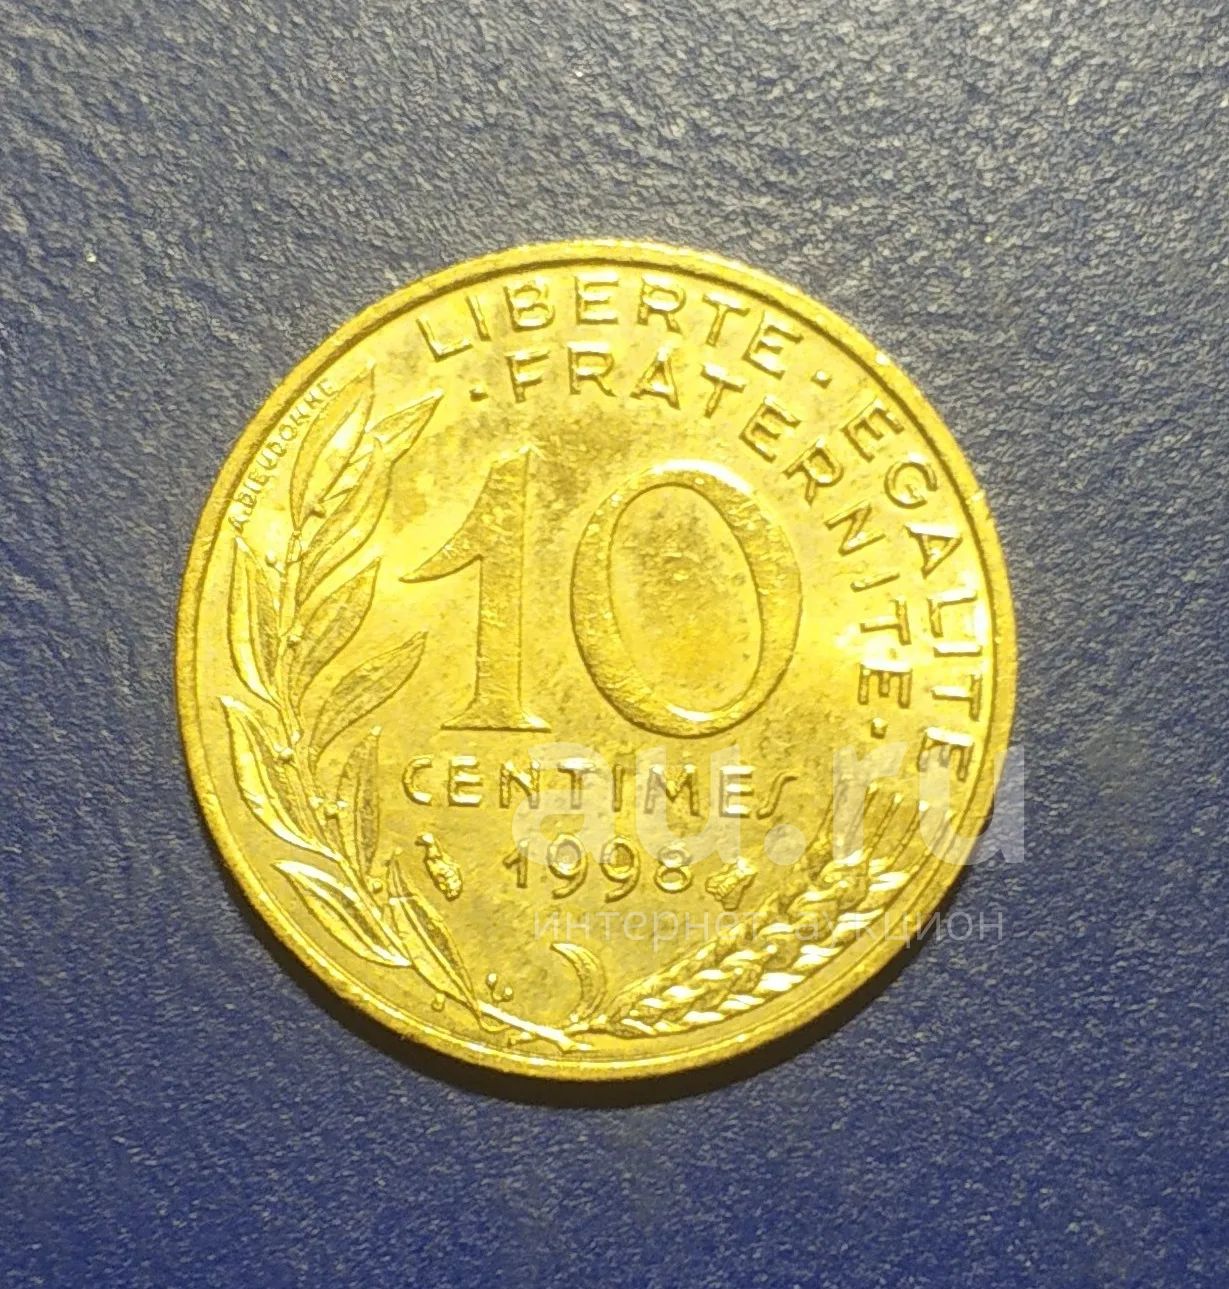 LIBERTE · EGALITE
· FRATERNITE ·
A.DIEUDONNE
10
CENTIMES
1998
au.ru
интернет-аукцион